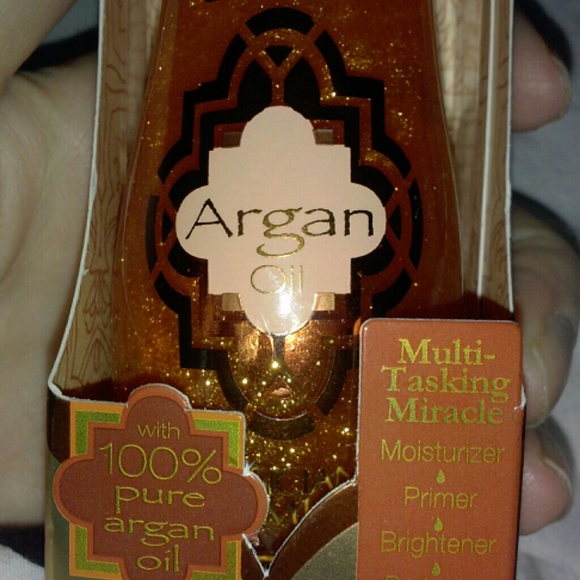 Argan
Oil
with
100%
pure
argan
oil
Multi-
Tasking
Miracle
Moisturizer
Primer
Brightener